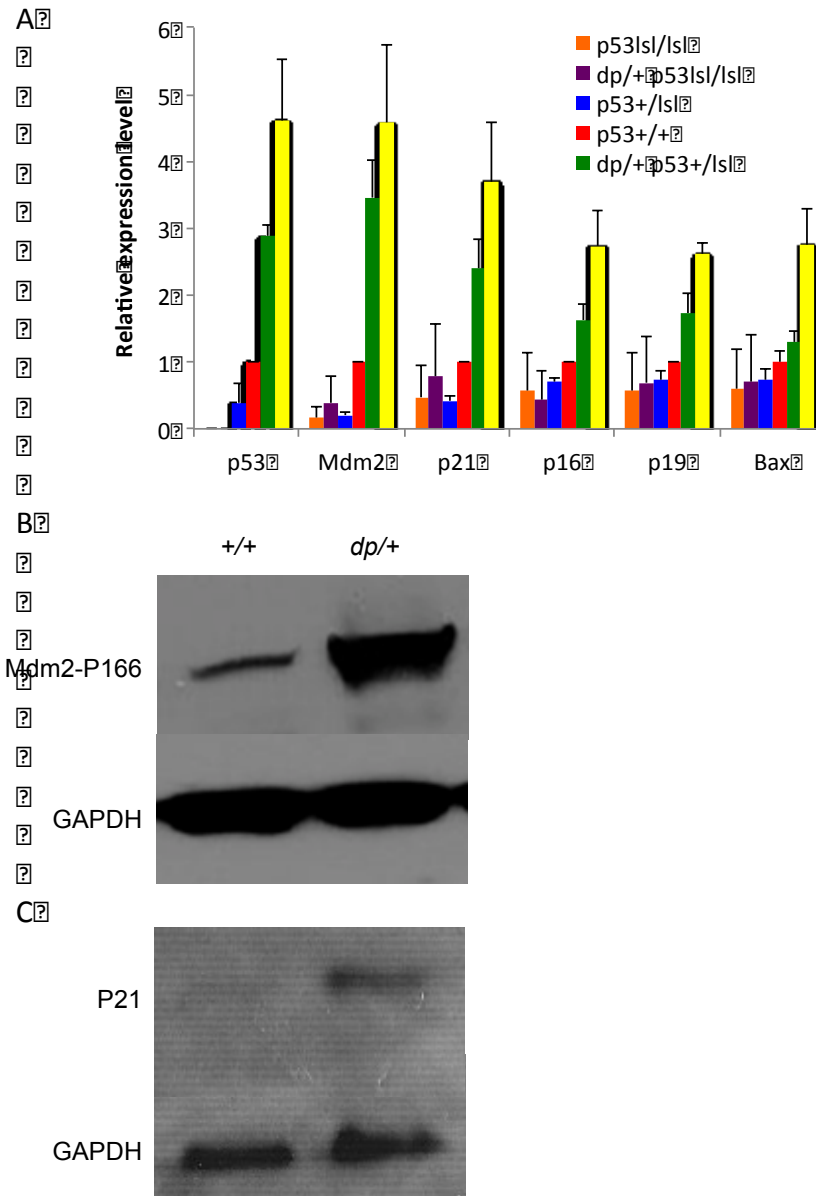 A
6
5
4
3
2
1
0
Relative expression level
p53lsl/lsl
dp/+ p53lsl/lsl
p53+/lsl
p53+/+
dp/+ p53+/lsl
p53 Mdm2 p21 p16 p19 Bax
B
+/+ dp/+
Mdm2-P166
GAPDH
C
P21
GAPDH